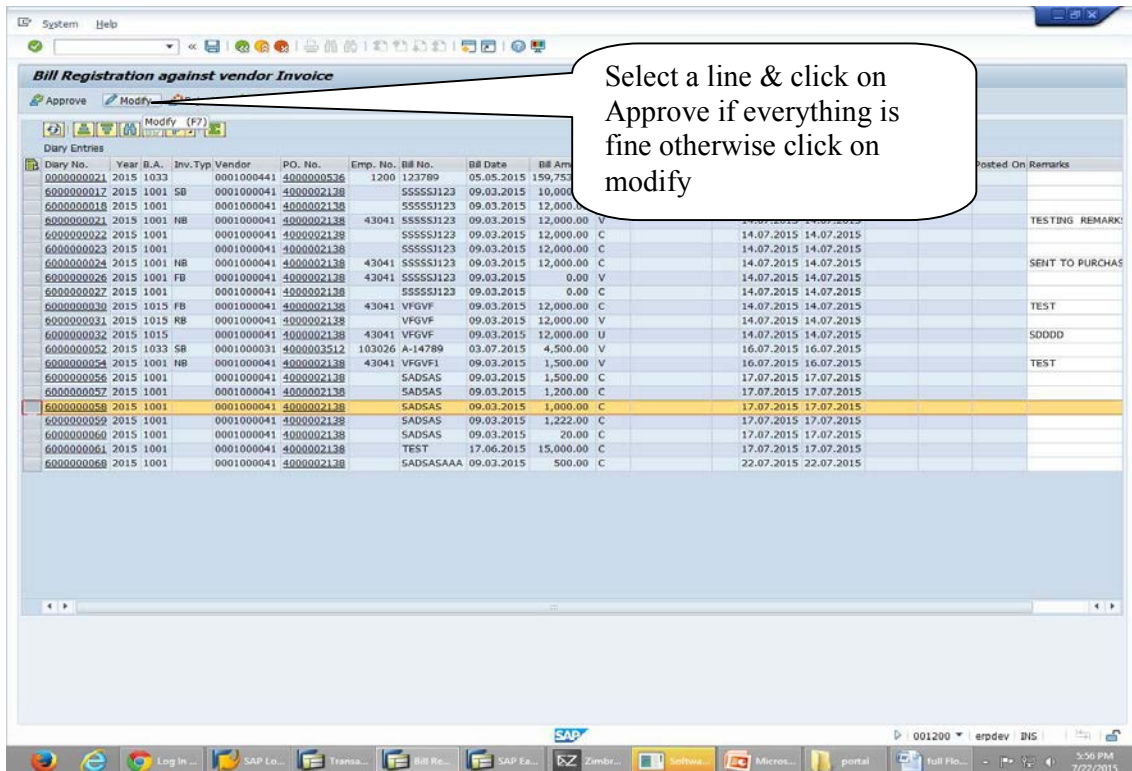 System Help
Bill Registration against vendor Invoice
Select a line & click on
Approve if everything is
fine otherwise click on
modify
Approve Modify
Modify (F7)
Diary Entries
Diary No. Year B.A. Inv.Typ Vendor PO. No. Emp. No. Bill No. Bill Date Bill Am Posted On Remarks
0000000021 2015 1033 0001000441 4000000536 1200 123789 05.05.2015 159,753
6000000017 2015 1001 SB 0001000041 4000002138 SSSSSJ123 09.03.2015 10,000
6000000018 2015 1001 0001000041 4000002138 SSSSSJ123 09.03.2015 12,000.
6000000021 2015 1001 NB 0001000041 4000002138 43041 SSSSSJ123 09.03.2015 12,000.00 V 14.07.2015 14.07.2015 TESTING REMARKS
6000000022 2015 1001 0001000041 4000002138 SSSSSJ123 09.03.2015 12,000.00 C 14.07.2015 14.07.2015
6000000023 2015 1001 0001000041 4000002138 SSSSSJ123 09.03.2015 12,000.00 C 14.07.2015 14.07.2015
6000000024 2015 1001 NB 0001000041 4000002138 43041 SSSSSJ123 09.03.2015 12,000.00 C 14.07.2015 14.07.2015 SENT TO PURCHAS
6000000026 2015 1001 FB 0001000041 4000002138 43041 SSSSSJ123 09.03.2015 0.00 V 14.07.2015 14.07.2015
6000000027 2015 1001 0001000041 4000002138 SSSSSJ123 09.03.2015 0.00 C 14.07.2015 14.07.2015
6000000030 2015 1015 FB 0001000041 4000002138 43041 VFGVF 09.03.2015 12,000.00 C 14.07.2015 14.07.2015 TEST
6000000031 2015 1015 RB 0001000041 4000002138 VFGVF 09.03.2015 12,000.00 V 14.07.2015 14.07.2015
6000000032 2015 1015 0001000041 4000002138 43041 VFGVF 09.03.2015 12,000.00 U 14.07.2015 14.07.2015 SDDDD
6000000052 2015 1033 SB 0001000031 4000003512 103026 A-14789 03.07.2015 4,500.00 V 16.07.2015 16.07.2015
6000000054 2015 1001 NB 0001000041 4000002138 43041 VFGVF1 09.03.2015 1,500.00 V 16.07.2015 16.07.2015 TEST
6000000056 2015 1001 0001000041 4000002138 SADSAS 09.03.2015 1,500.00 C 17.07.2015 17.07.2015
6000000057 2015 1001 0001000041 4000002138 SADSAS 09.03.2015 1,200.00 C 17.07.2015 17.07.2015
6000000058 2015 1001 0001000041 4000002138 SADSAS 09.03.2015 1,000.00 C 17.07.2015 17.07.2015
6000000059 2015 1001 0001000041 4000002138 SADSAS 09.03.2015 1,222.00 C 17.07.2015 17.07.2015
6000000060 2015 1001 0001000041 4000002138 SADSAS 09.03.2015 20.00 C 17.07.2015 17.07.2015
6000000061 2015 1001 0001000041 4000002138 TEST 17.06.2015 15,000.00 C 17.07.2015 17.07.2015
6000000068 2015 1001 0001000041 4000002138 SADSASAAA 09.03.2015 500.00 C 22.07.2015 22.07.2015
SAP 001200 erpdev INS
Log In ... SAP Lo... Transa... Bill Re... SAP Ea... Zimbr... Softwa... Micros... portal full Flo... 5:56 PM
7/22/2015